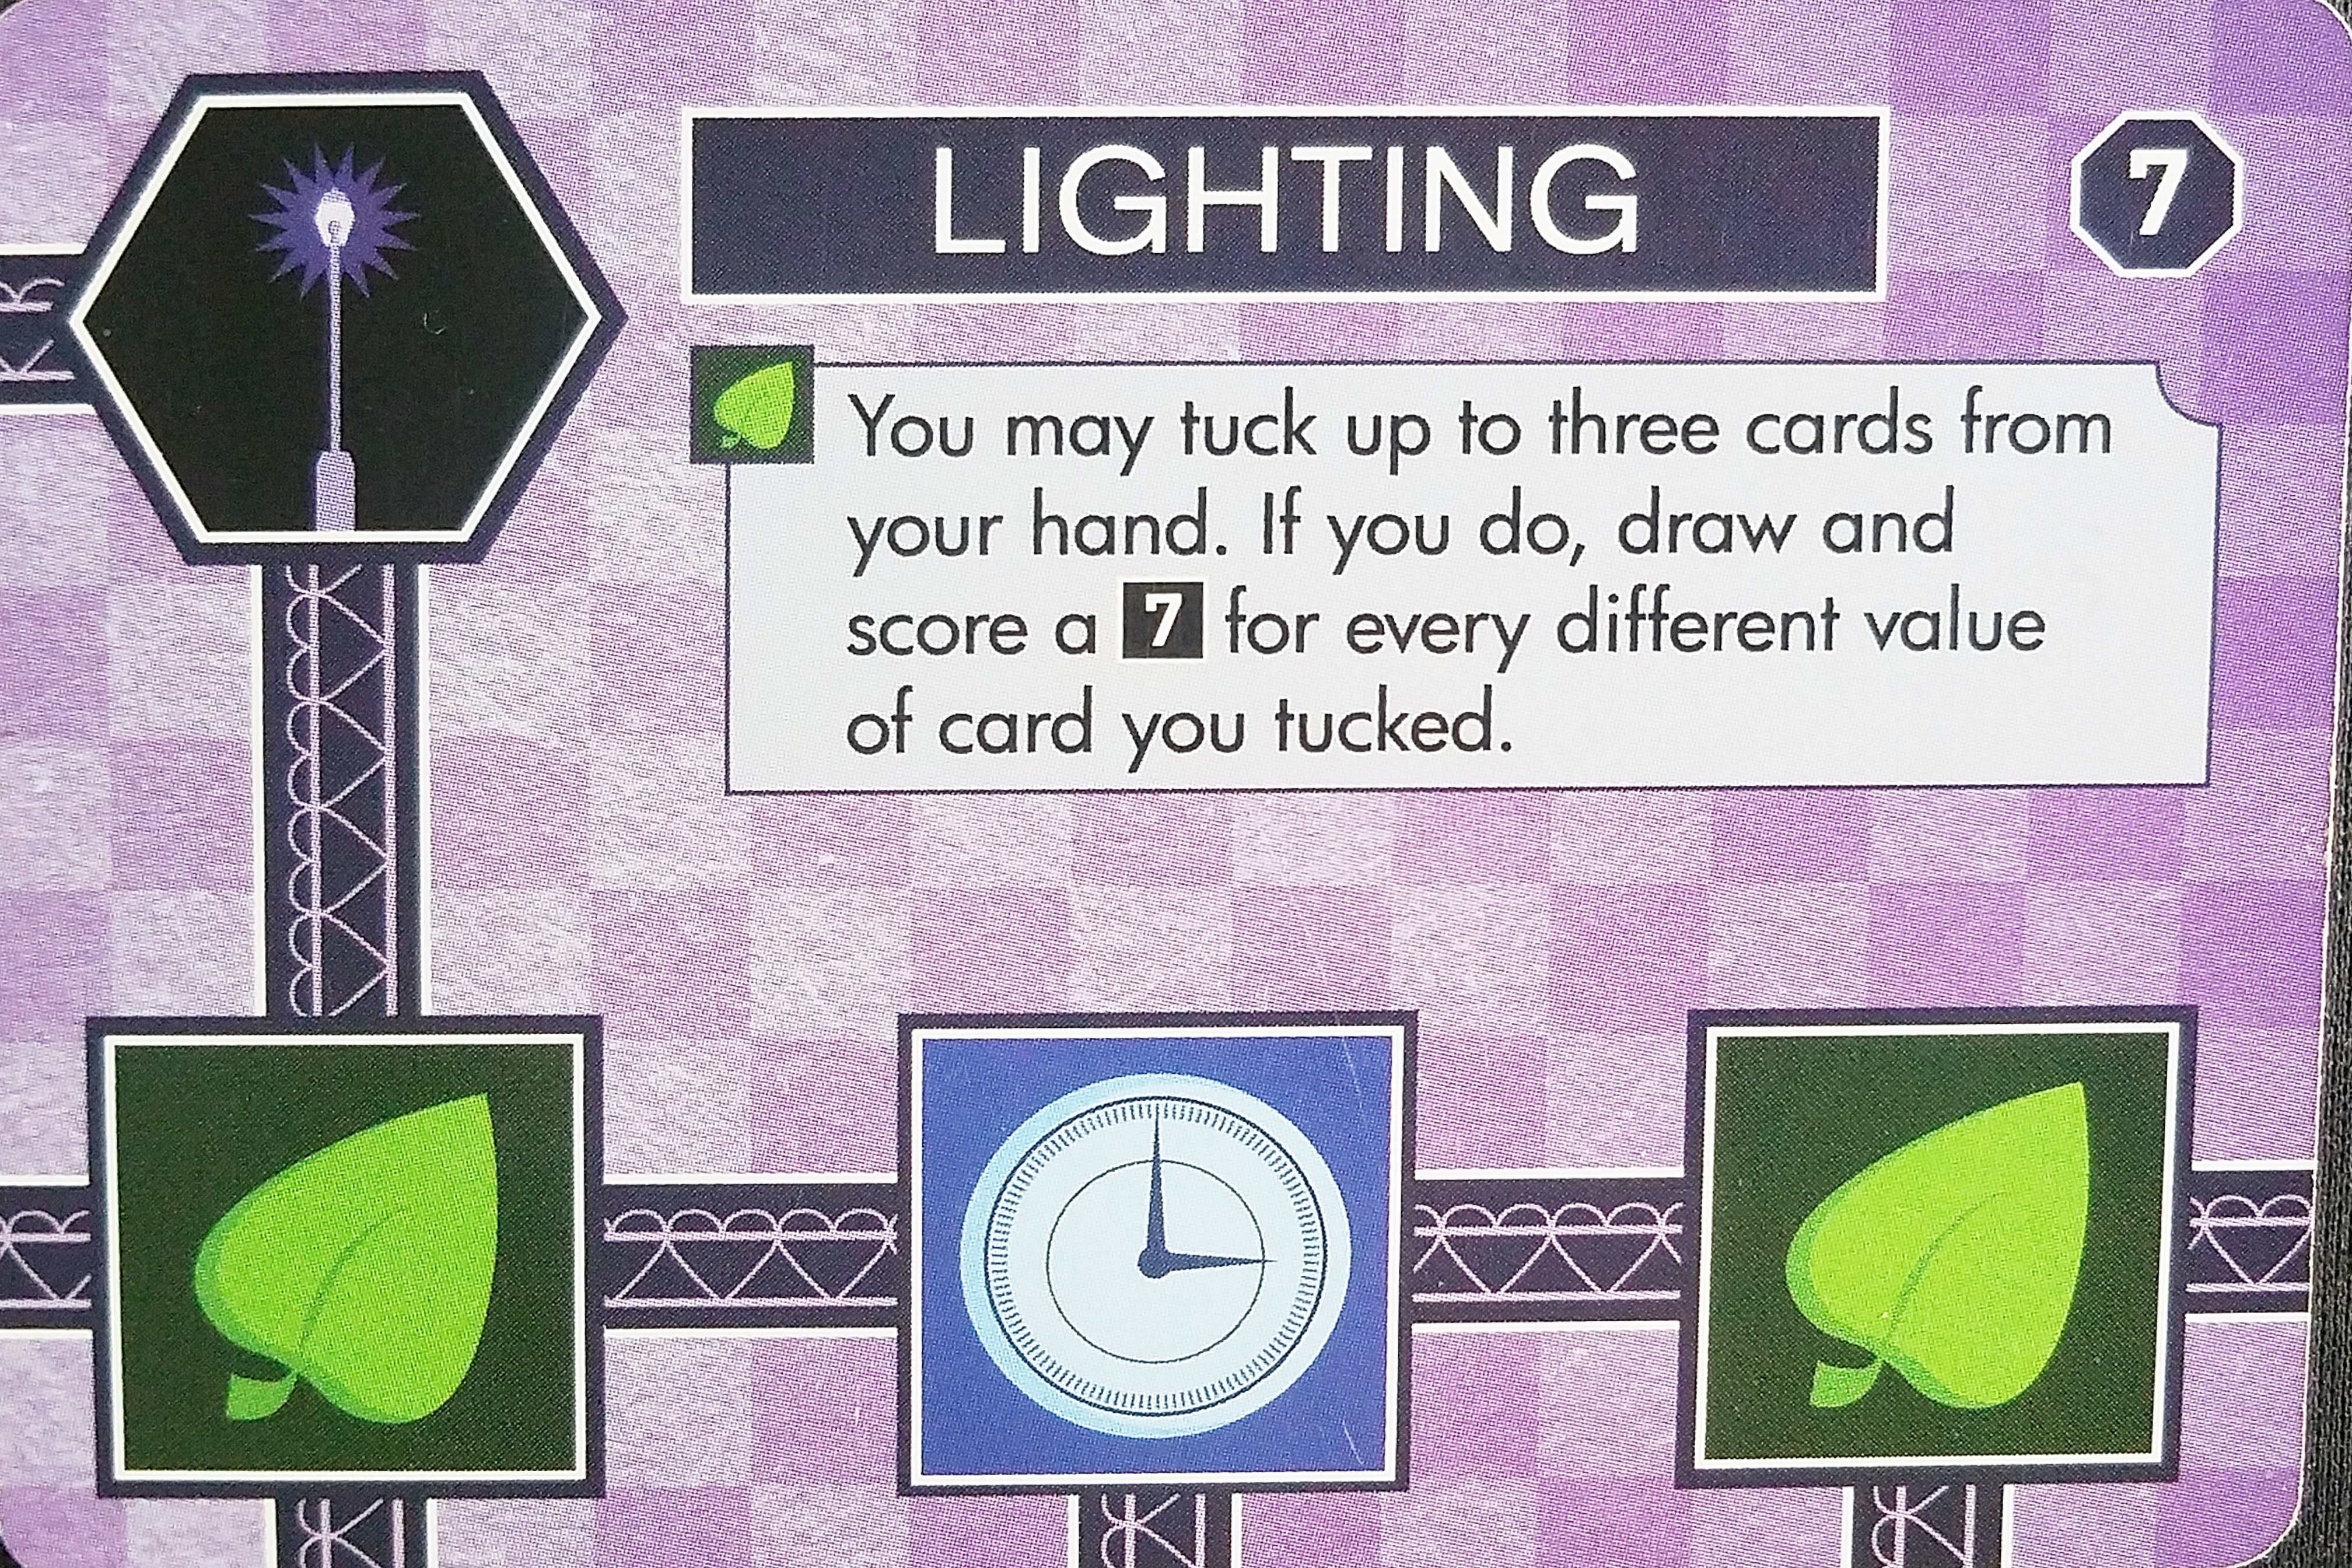 LIGHTING
7
You may tuck up to three cards from
your hand. If you do, draw and
score a 7 for every different value
of card you tucked.